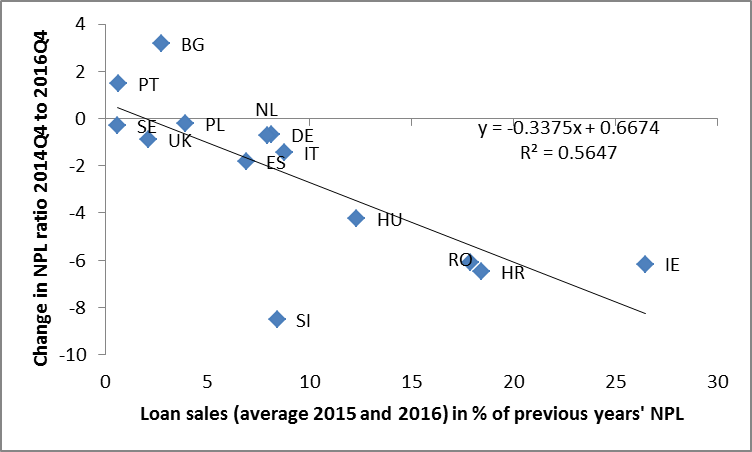 Change in NPL ratio 2014Q4 to 2016Q4
4
2
0
-2
-4
-6
-8
-10
BG
PT
NL
SE
PL
DE
UK
IT
ES
y = -0.3375x + 0.6674
R² = 0.5647
HU
RO
HR
IE
SI
0 5 10 15 20 25 30
Loan sales (average 2015 and 2016) in % of previous years' NPL